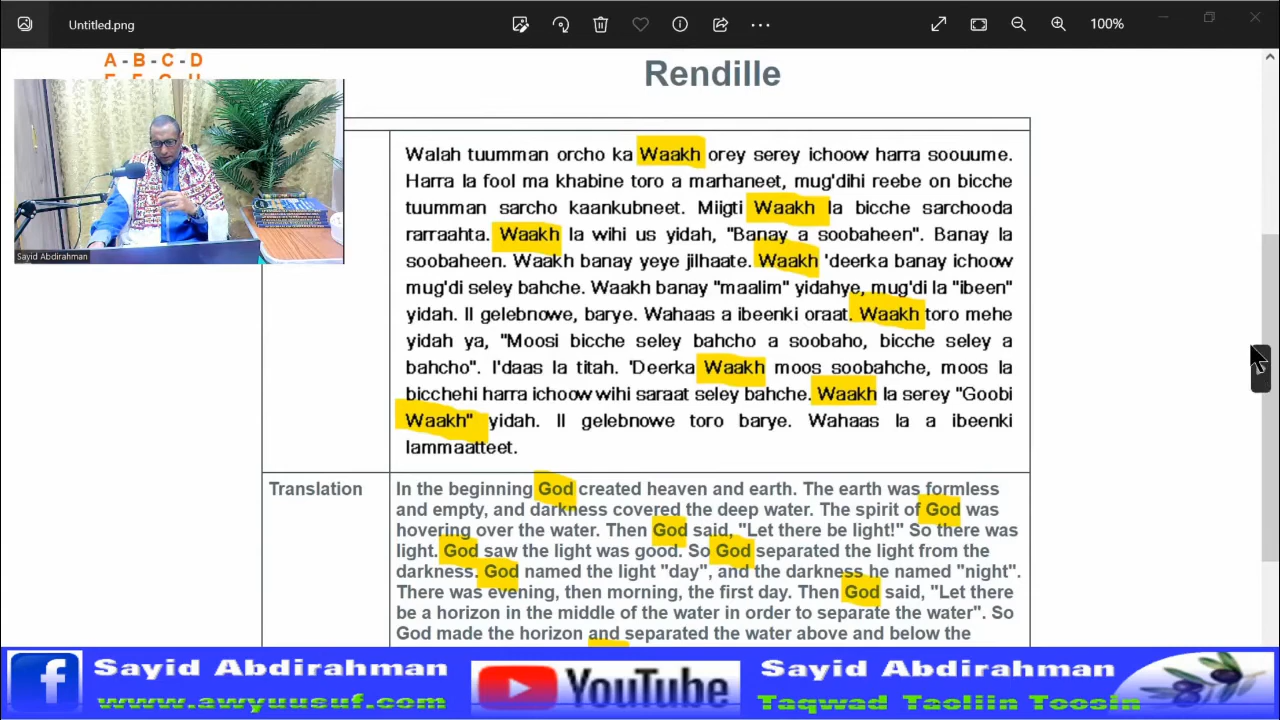 Untitled.png
100%
A - B - C - D
Rendille
Walah tuumman orcho ka Waakh orey serey ichoow harra soouume.
Harra la fool ma khabine toro a marhaneet, mug'dihi reebe on bicche
tuumman sarcho kaankubneet. Miigti Waakh la bicche sarchooda
rarraahta. Waakh la wihi us yidah, "Banay a soobaheen". Banay la
soobaheen. Waakh banay yeye jilhaate. Waakh 'deerka banay ichoow
mug'di seley bahche. Waakh banay "maalim" yidahye, mug'di la "ibeen"
yidah. Il gelebnowe, barye. Wahaas a ibeenki oraat. Waakh toro mehe
yidah ya, "Moosi bicche seley bahcho a soobaho, bicche seley a
bahcho". I'daas la titah. 'Deerka Waakh moos soobahche, moos la
bicchehi harra ichoow wihi saraat seley bahche. Waakh la serey "Goobi
Waakh" yidah. Il gelebnowe toro barye. Wahaas la a ibeenki
lammaatteet.
Translation
In the beginning God created heaven and earth. The earth was formless
and empty, and darkness covered the deep water. The spirit of God was
hovering over the water. Then God said, "Let there be light!" So there was
light. God saw the light was good. So God separated the light from the
darkness. God named the light "day", and the darkness he named "night".
There was evening, then morning, the first day. Then God said, "Let there
be a horizon in the middle of the water in order to separate the water". So
God made the horizon and separated the water above and below the
Sayid Abdirahman
Sayid Abdirahman
www.awyuusuf.com
YouTube
Sayid Abdirahman
Taqwad Taoliin Toosin